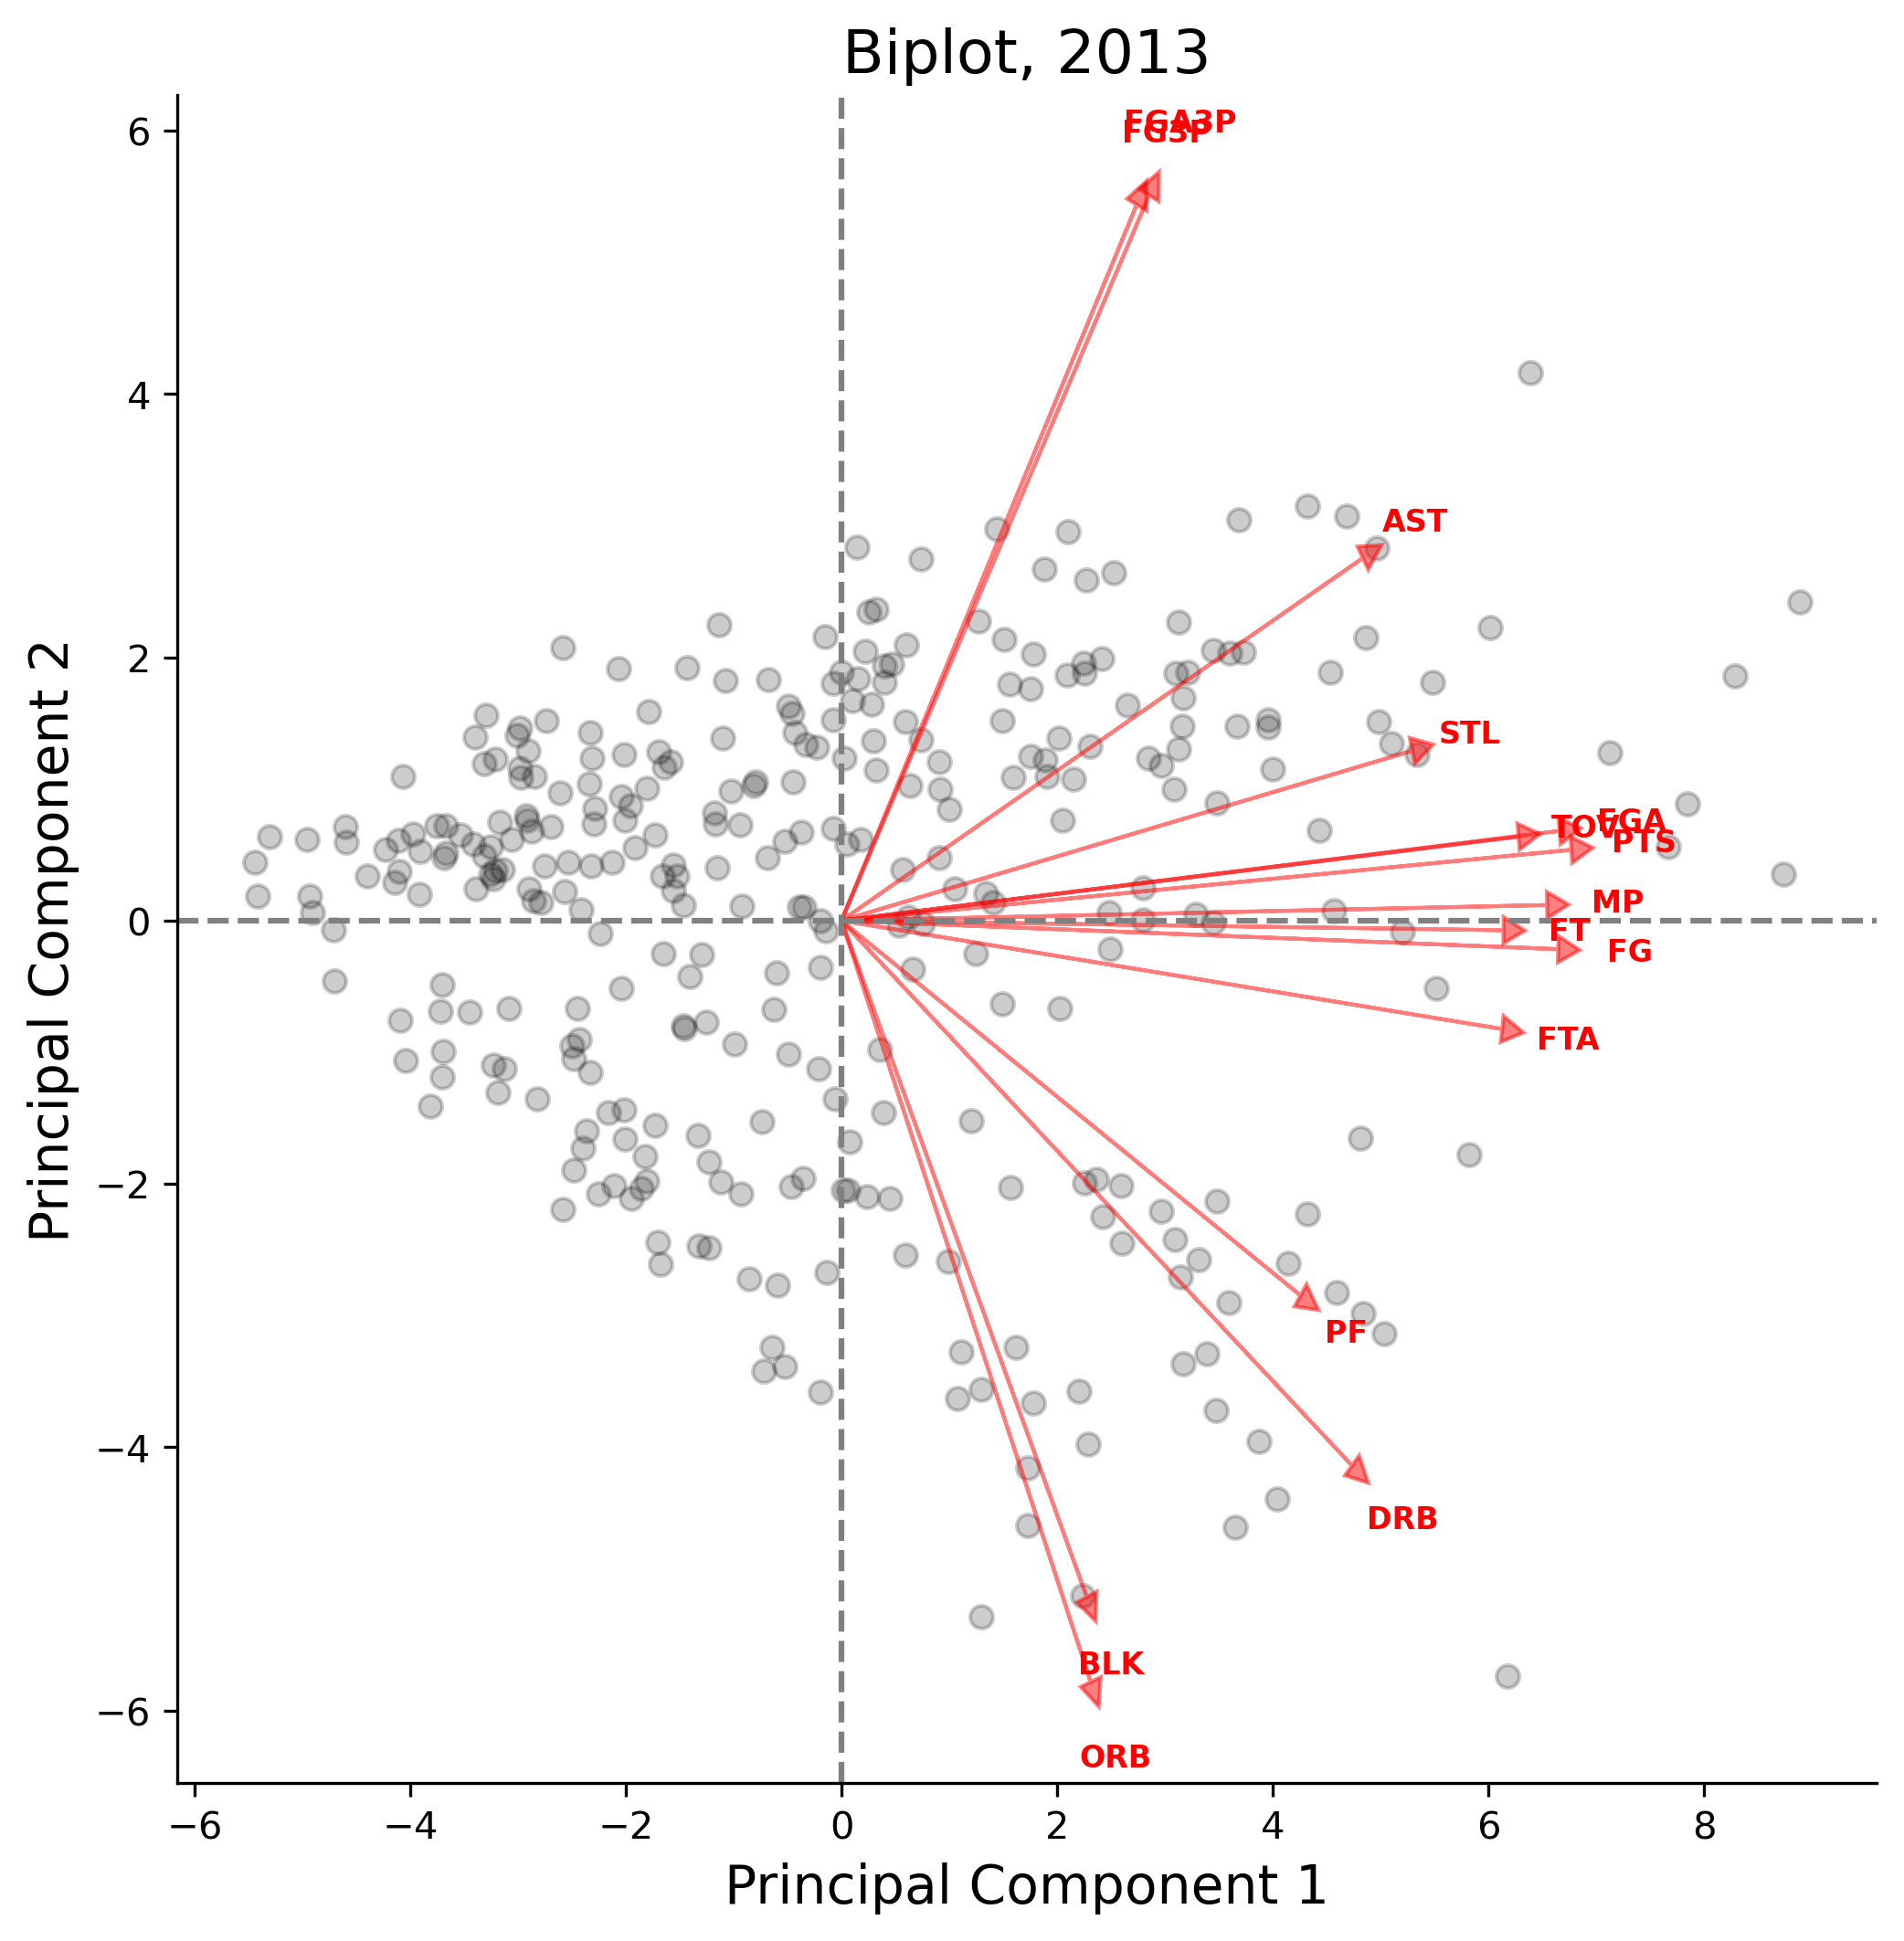 Biplot, 2013
Principal Component 2
6
4
2
0
−2
−4
−6
FGA3P
FG3P
AST
STL
FGA
TOV
PTS
MP
FT
FG
FTA
PF
DRB
BLK
ORB
−6 −4 −2 0 2 4 6 8
Principal Component 1